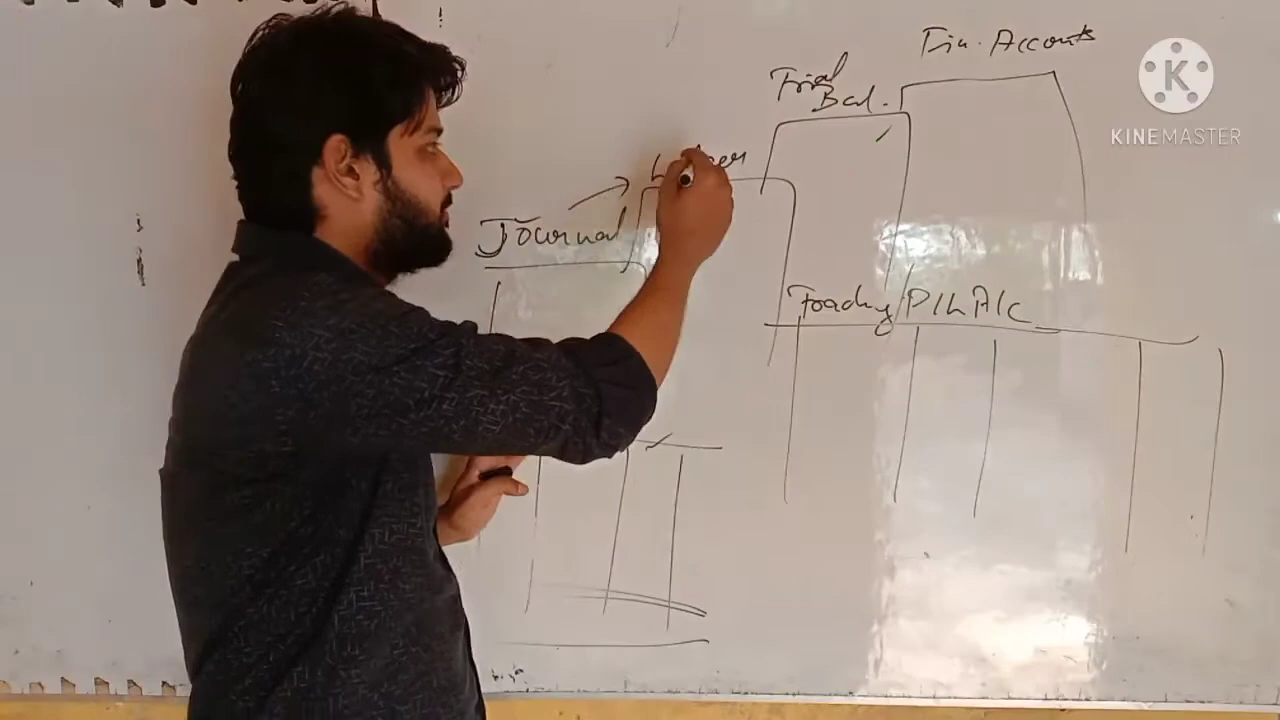 Fin. Accounts
Trial
Bal.
Journal
Trading/P/L A/C
K
KINEMASTER